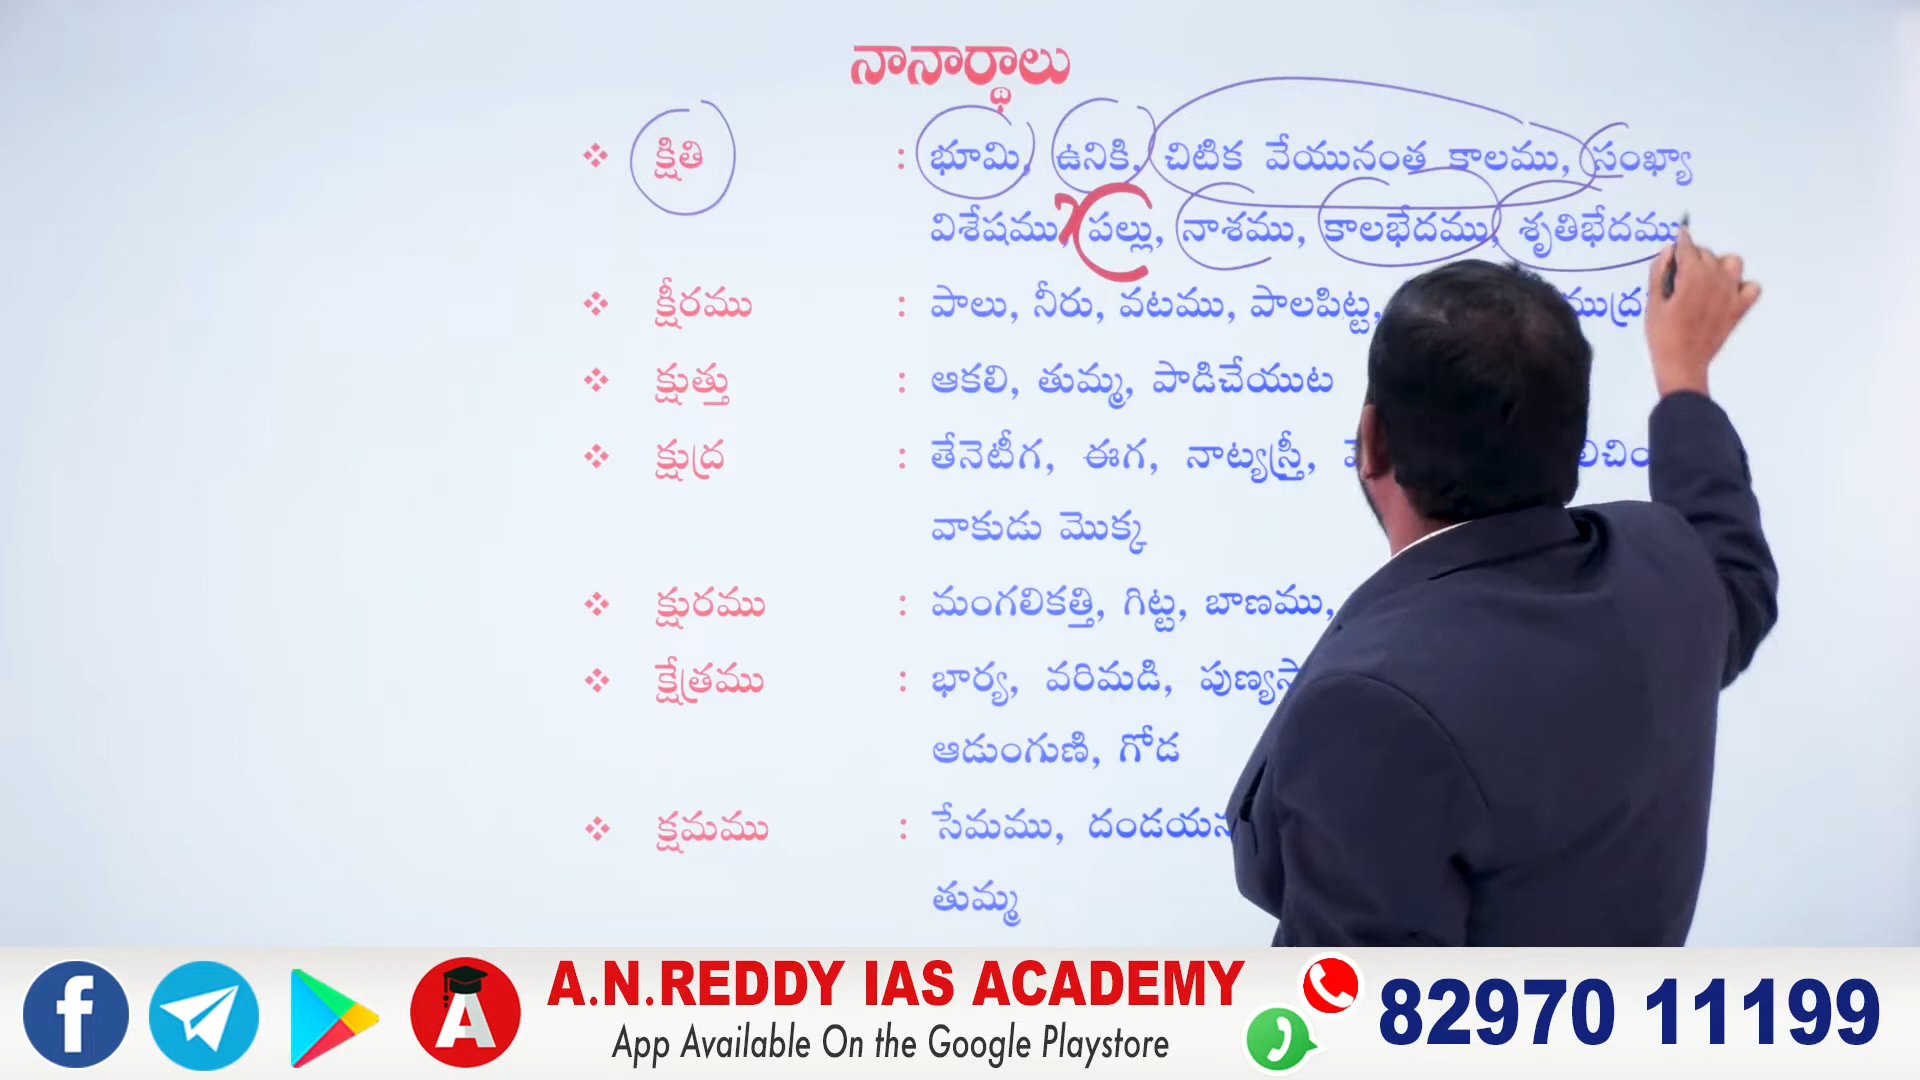 నానార్థాలు
❖ క్షితి : భూమి, ఉనికి, చిటిక వేయునంత కాలము, సంఖ్యా
విశేషము, పల్లు, నాశము, కాలభేదము, శృతిభేదము
❖ క్షీరము : పాలు, నీరు, వటము, పాలపిట్ట,
❖ క్షుత్తు : ఆకలి, తుమ్మ, పాడిచేయుట
❖ క్షుద్ర : తేనెటీగ, ఈగ, నాట్యస్త్రీ,
వాకుడు మొక్క
❖ క్షురము : మంగలికత్తి, గిట్ట, బాణము,
❖ క్షేత్రము : భార్య, వరిమడి,
ఆడుంగుణి, గోడ
❖ క్షమము : సేమము,
తుమ్మ
A.N.REDDY IAS ACADEMY
App Available On the Google Playstore
82970 11199